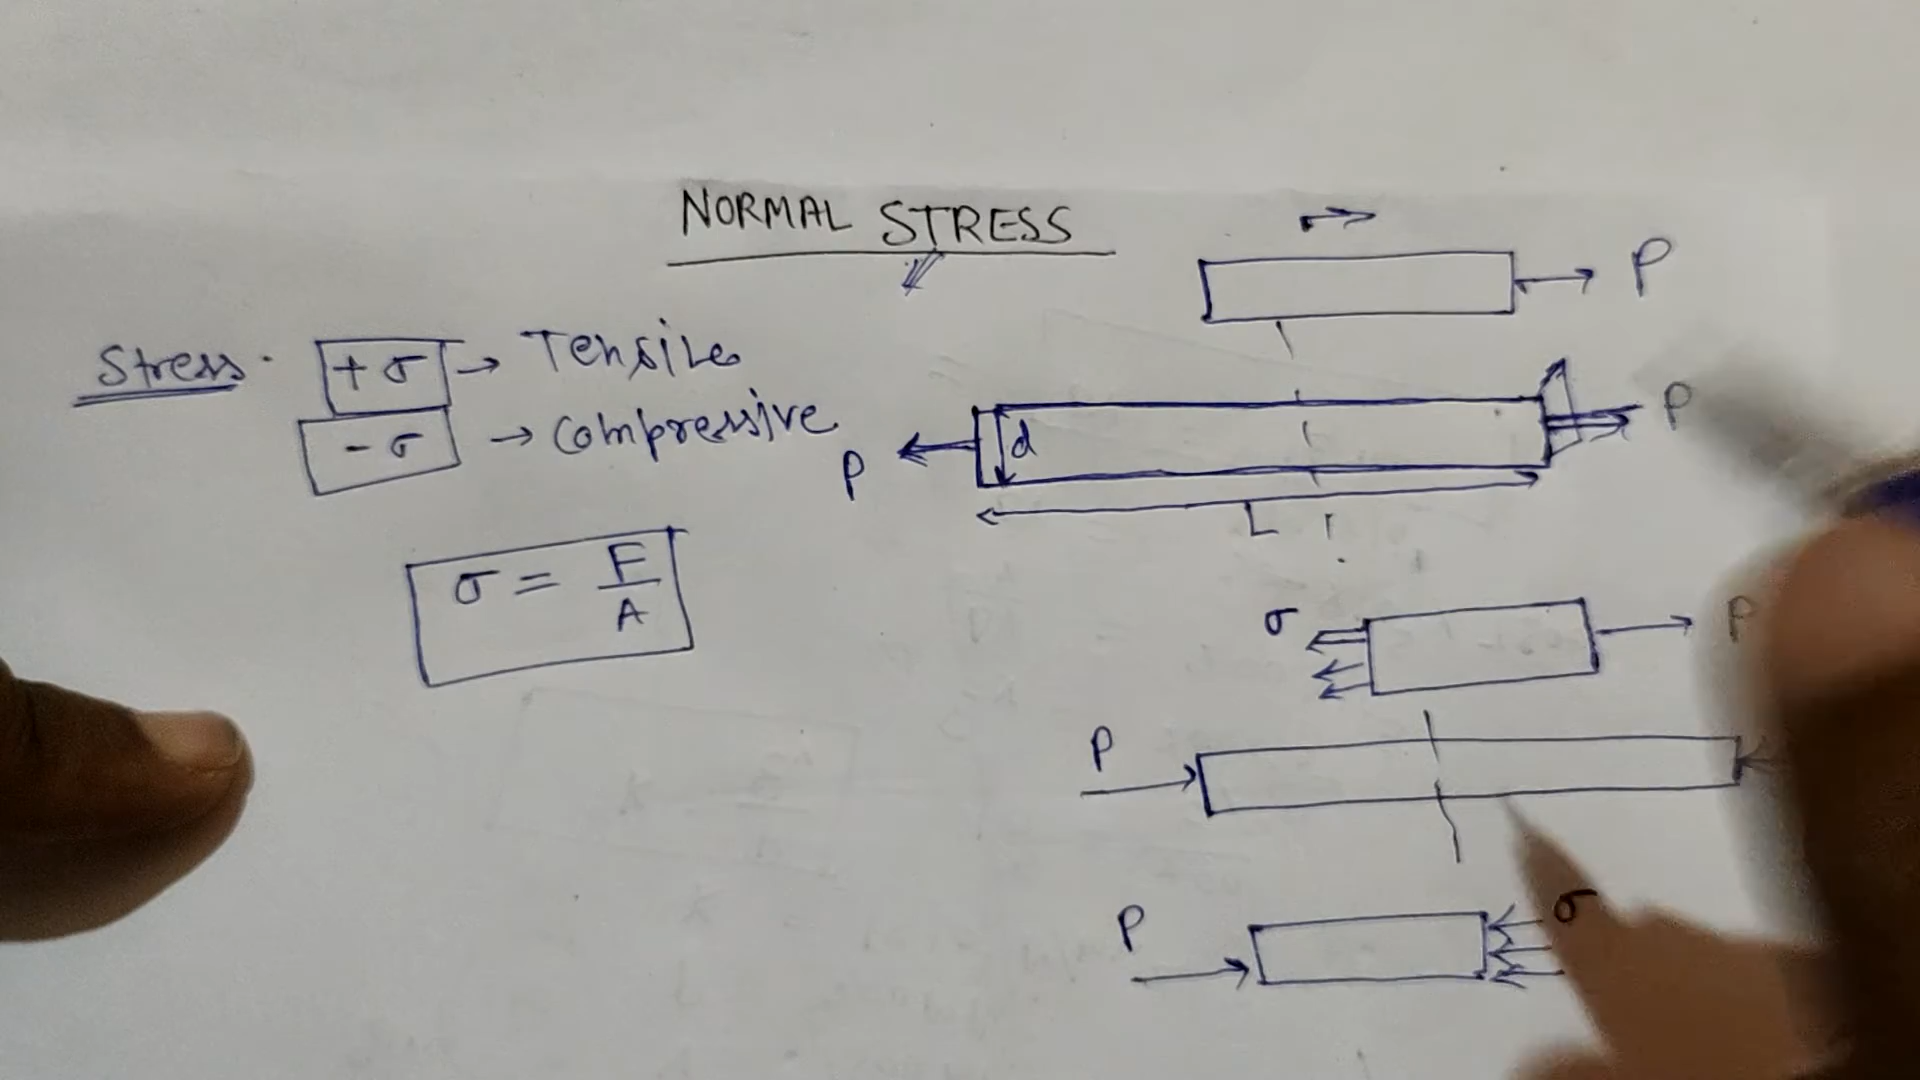 NORMAL STRESS
P
Stress. + σ → Tensile
- σ → Compressive
P d P
L
σ = F/A
σ P
P
P σ